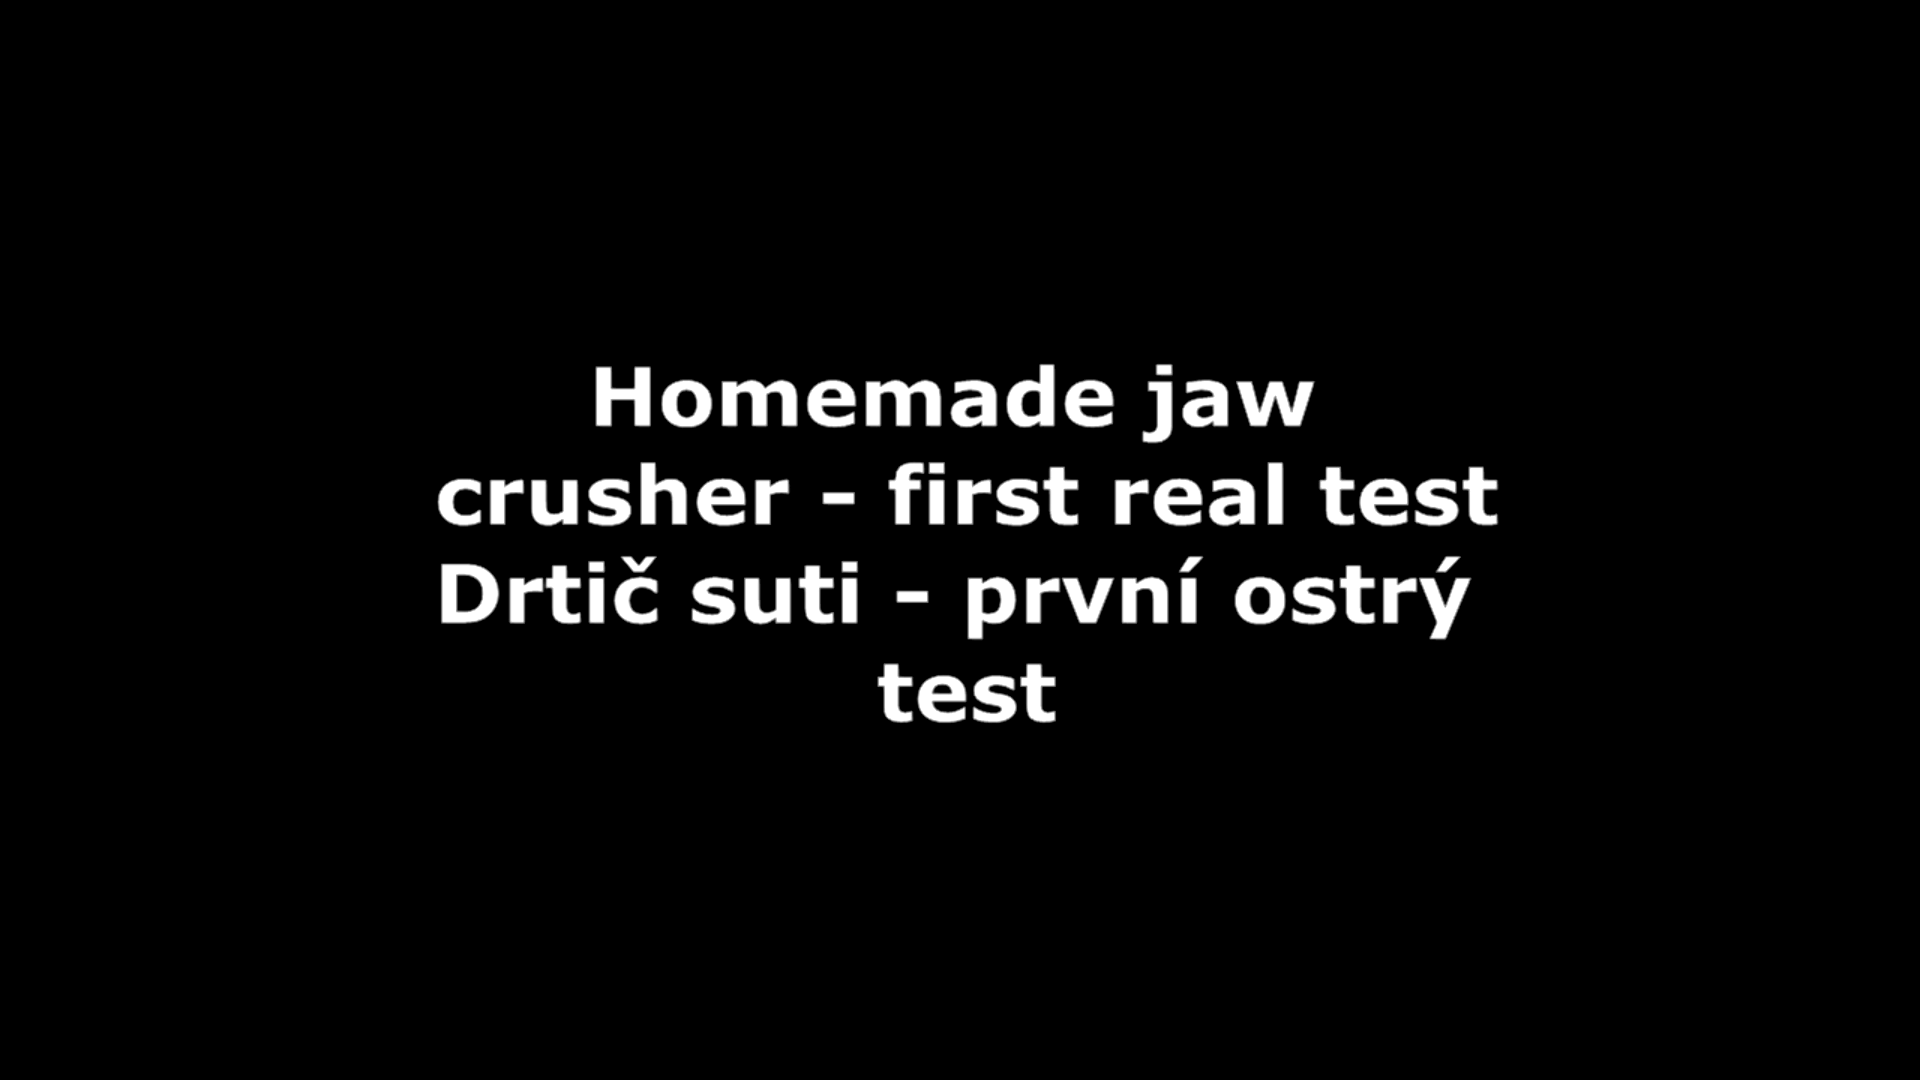 Homemade jaw
crusher - first real test
Drtič suti - první ostrý
test